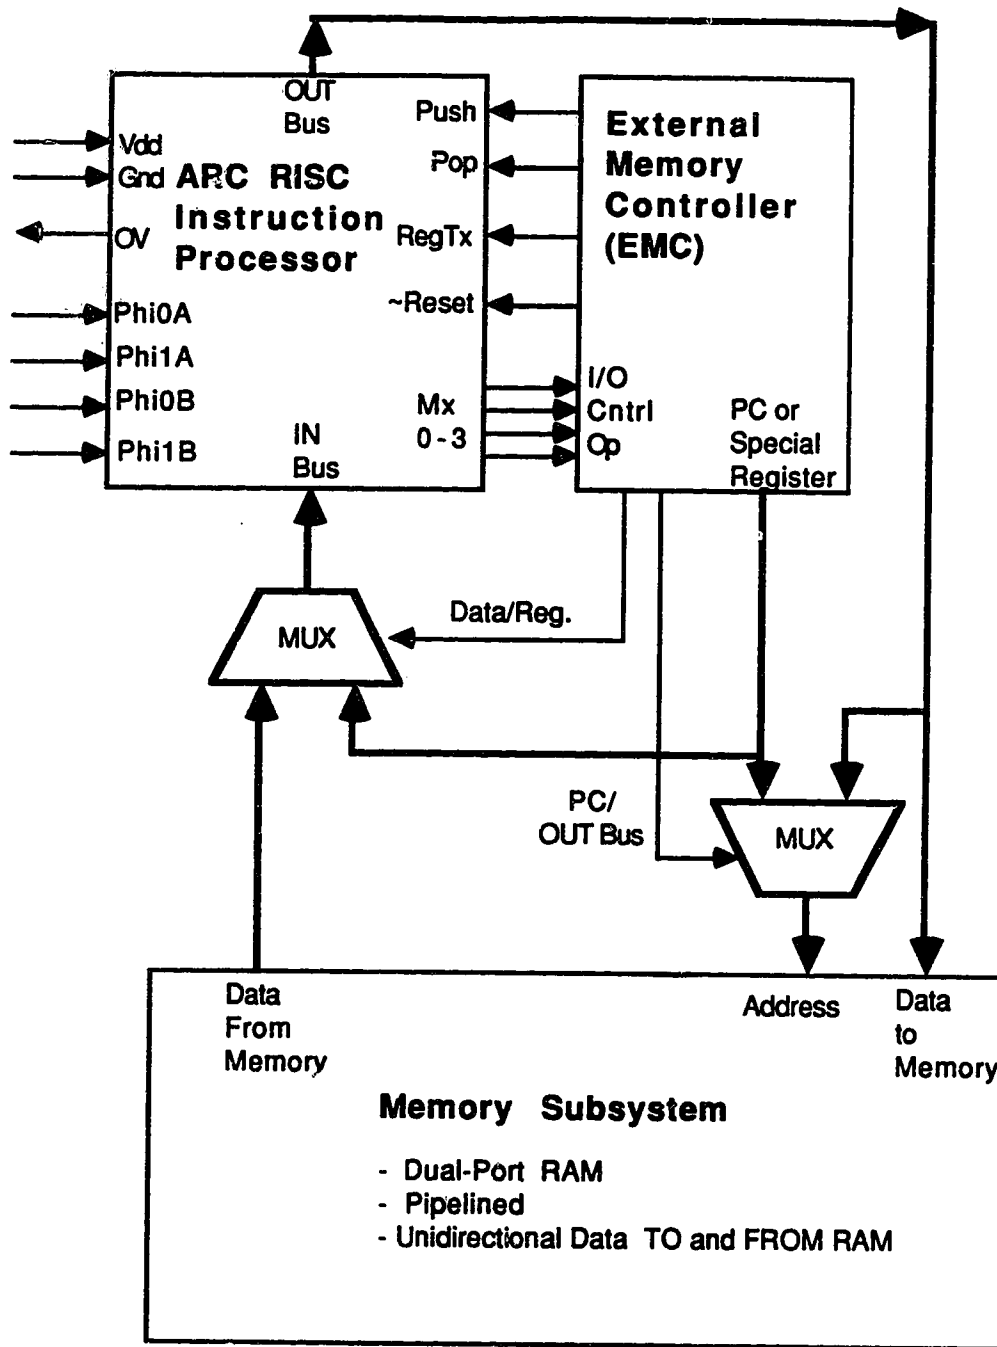 OUT
Bus
Vdd
Gnd
OV
Phi0A
Phi1A
Phi0B
Phi1B
ARC RISC
Instruction
Processor
Push
Pop
RegTx
~Reset
Mx
0-3
IN
Bus
External
Memory
Controller
(EMC)
I/O
Cntrl
Op
PC or
Special
Register
MUX
Data/Reg.
PC/
OUT Bus
MUX
Data
From
Memory
Address
Data
to
Memory
Memory Subsystem
- Dual-Port RAM
- Pipelined
- Unidirectional Data TO and FROM RAM